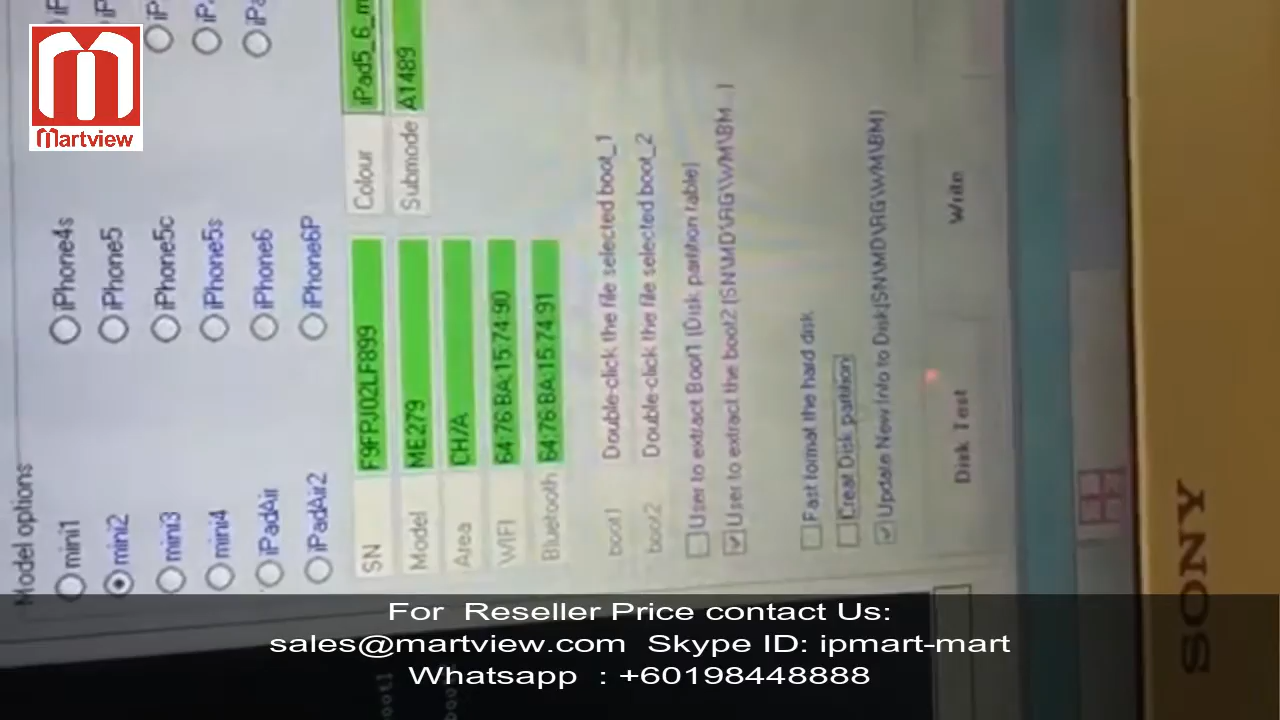 Martview
Model options
mini1
iPhone4s
mini2
iPhone5
mini3
iPhone5c
mini4
iPhone5s
iPadAir
iPhone6
iPadAir2
iPhone6P
SN F9FPJ02LF899 Colour iPad5_6_m
Model ME279 Submode A1489
Area CH/A
WIFI 64:76:BA:15:74:90
Bluetooth 64:76:BA:15:74:91
boot1 Double-click the file selected boot_1
boot2 Double-click the file selected boot_2
User to extract Boot1 (Disk partition table)
User to extract the boot2 (SN\MD\RG\WM\BM...)
Fast format the hard disk
Creat Disk partition
Update New Info to Disk(SN\MD\RG\WM\BM)
Disk Test
Write
SONY
For Reseller Price contact Us:
sales@martview.com Skype ID: ipmart-mart
Whatsapp : +60198448888